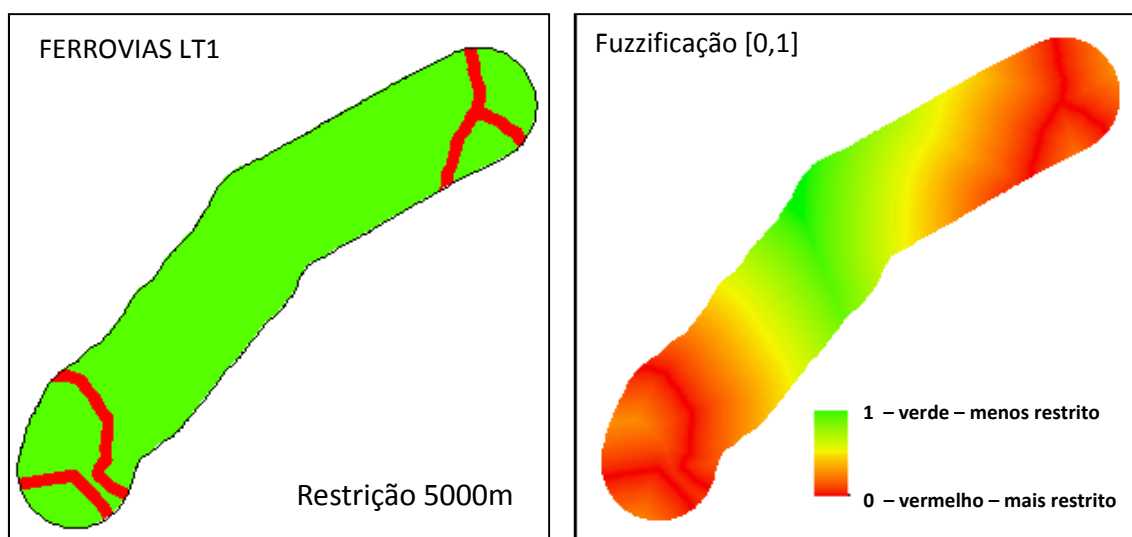 FERROVIAS LT1
Restrição 5000m
Fuzzificação [0,1]
1 – verde – menos restrito
0 – vermelho – mais restrito